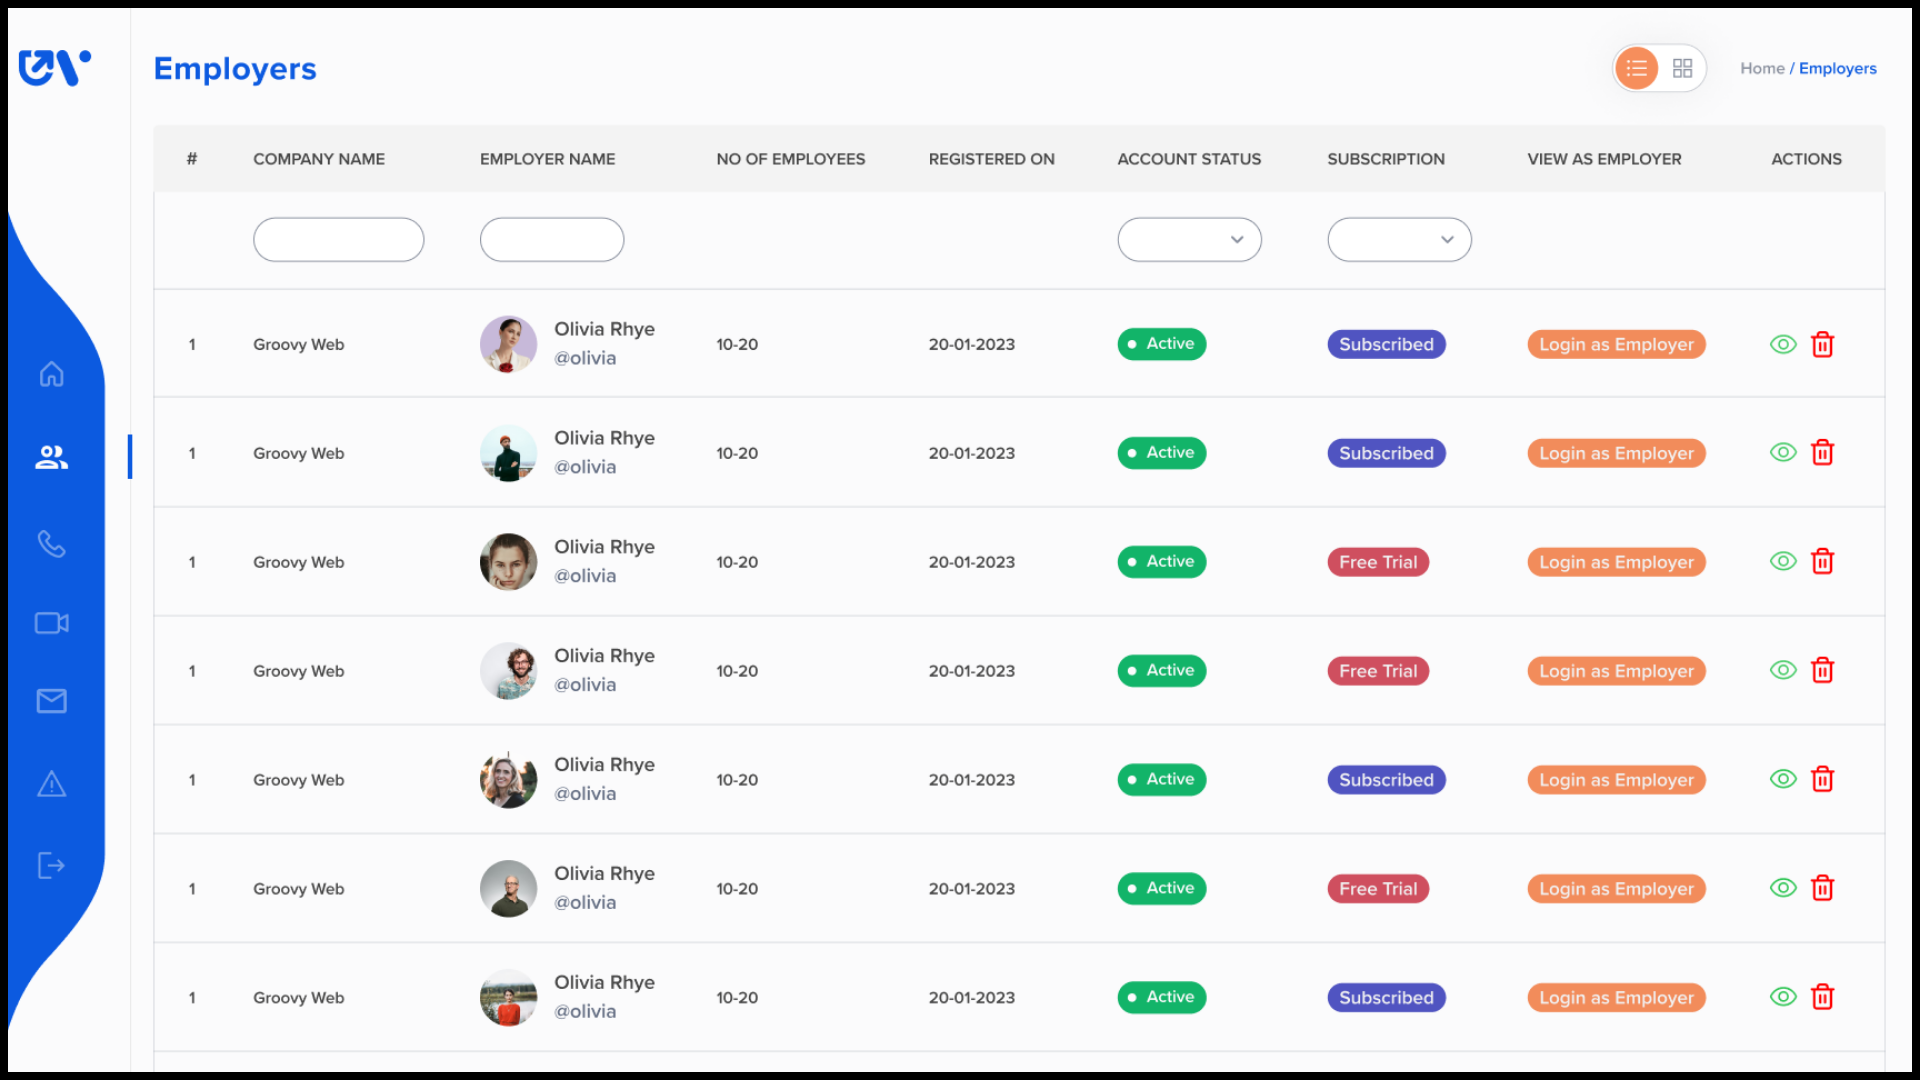 Employers
Home / Employers
# COMPANY NAME EMPLOYER NAME NO OF EMPLOYEES REGISTERED ON ACCOUNT STATUS SUBSCRIPTION VIEW AS EMPLOYER ACTIONS
1 Groovy Web Olivia Rhye 10-20 20-01-2023 Active Subscribed Login as Employer
@olivia
1 Groovy Web Olivia Rhye 10-20 20-01-2023 Active Subscribed Login as Employer
@olivia
1 Groovy Web Olivia Rhye 10-20 20-01-2023 Active Free Trial Login as Employer
@olivia
1 Groovy Web Olivia Rhye 10-20 20-01-2023 Active Free Trial Login as Employer
@olivia
1 Groovy Web Olivia Rhye 10-20 20-01-2023 Active Subscribed Login as Employer
@olivia
1 Groovy Web Olivia Rhye 10-20 20-01-2023 Active Free Trial Login as Employer
@olivia
1 Groovy Web Olivia Rhye 10-20 20-01-2023 Active Subscribed Login as Employer
@olivia